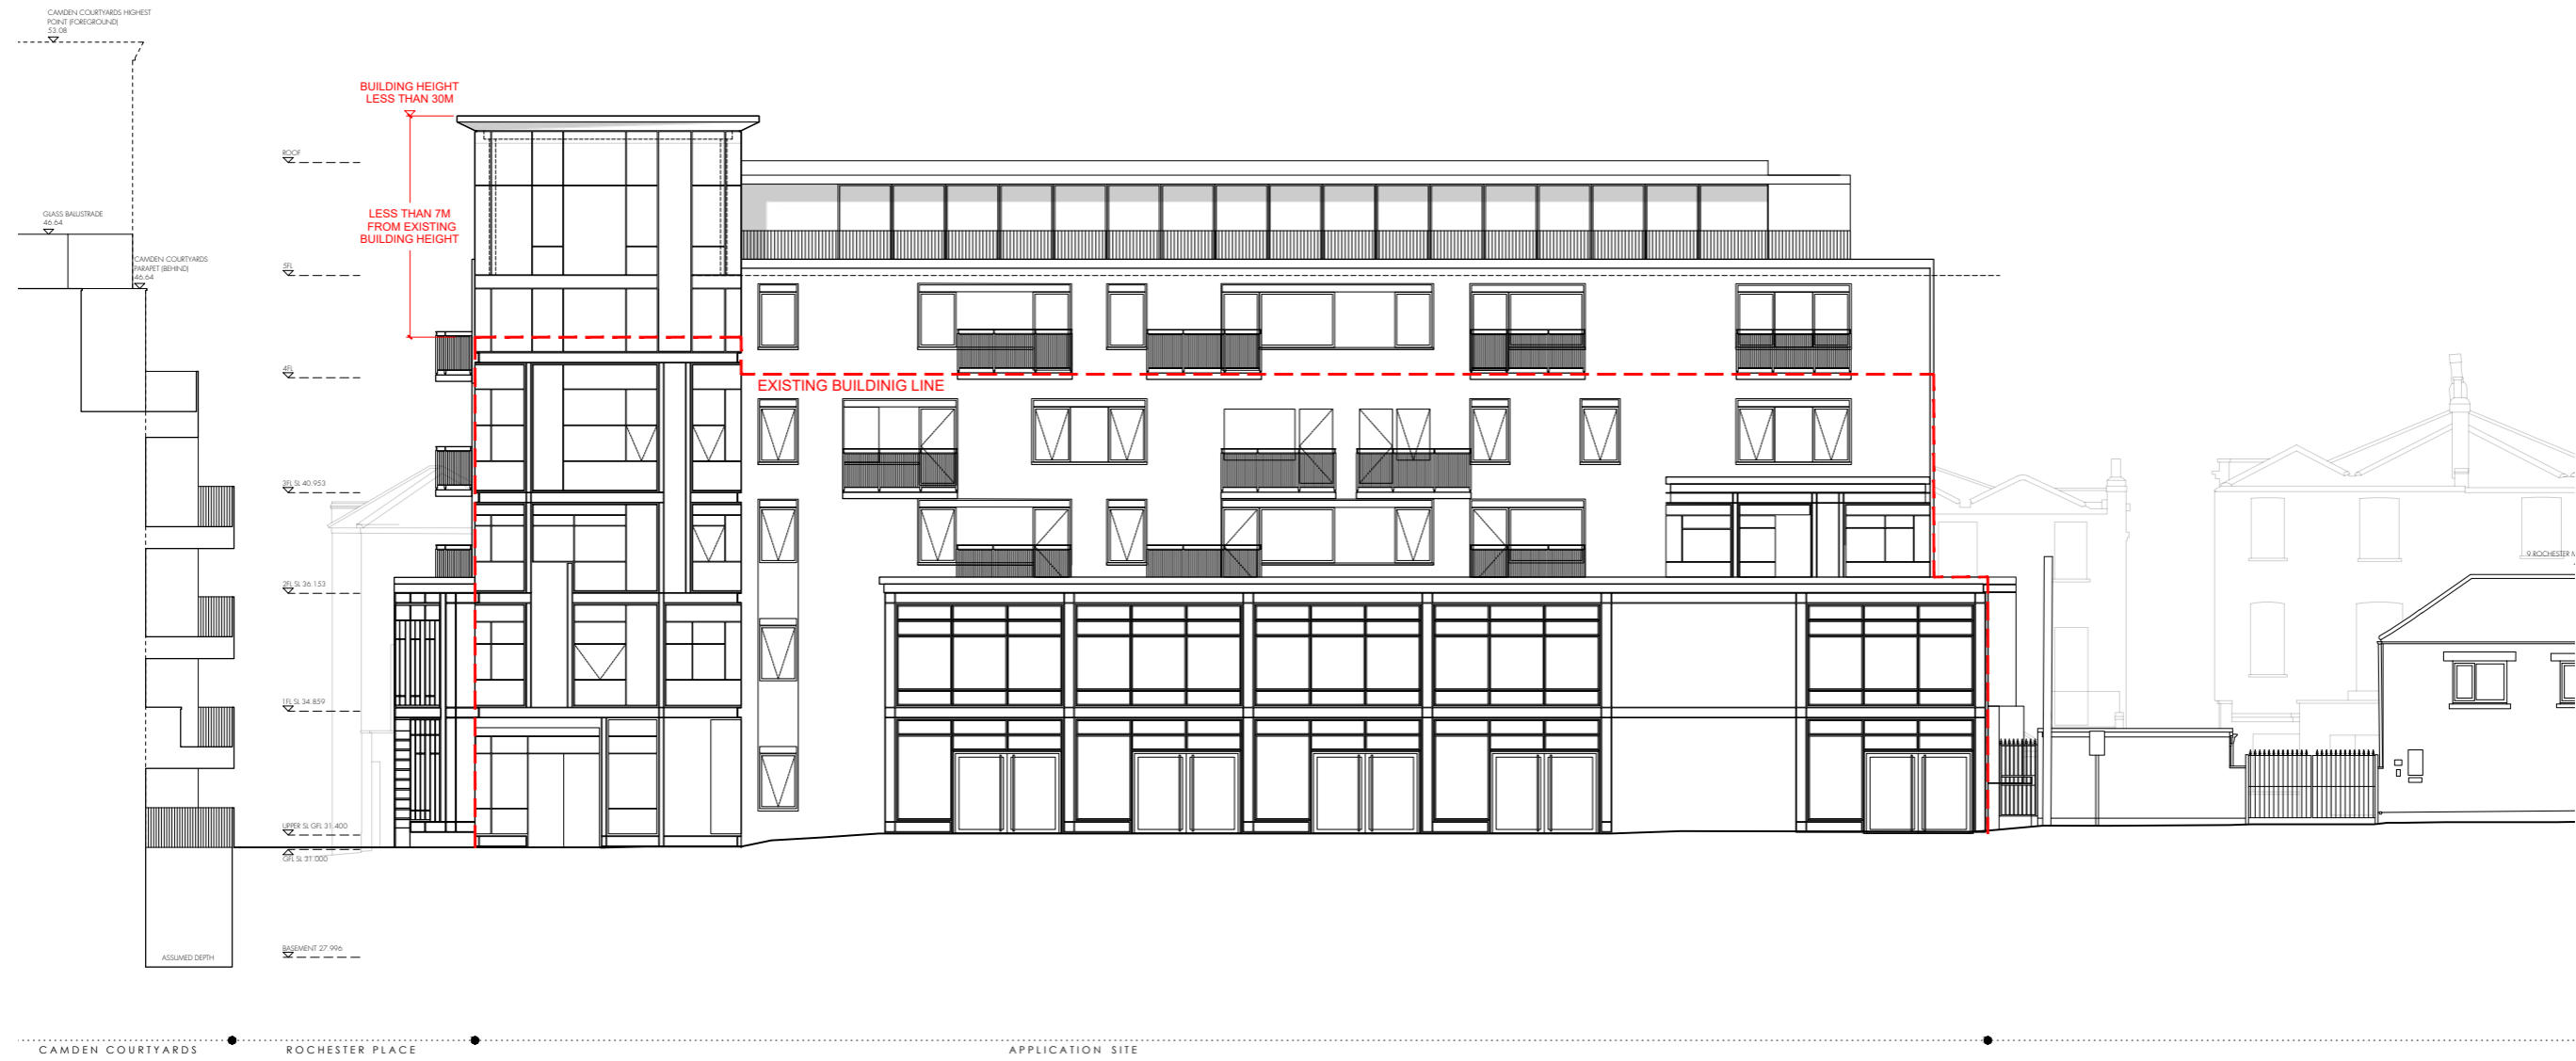 CAMDEN COURTYARDS HIGHEST
POINT (FOREGROUND)
53.08
BUILDING HEIGHT
LESS THAN 30M
ROOF
GLASS BALUSTRADE
46.64
LESS THAN 7M
FROM EXISTING
BUILDING HEIGHT
CAMDEN COURTYARDS
PARAPET (BEHIND)
46.64
5FL
4FL
EXISTING BUILDINIG LINE
3FL SL 40.953
9 ROCHESTER M
2FL SL 36.153
1FL SL 34.859
UPPER SL GFL 31.400
GFL SL 31.000
BASEMENT 27.996
ASSUMED DEPTH
CAMDEN COURTYARDS
ROCHESTER PLACE
APPLICATION SITE